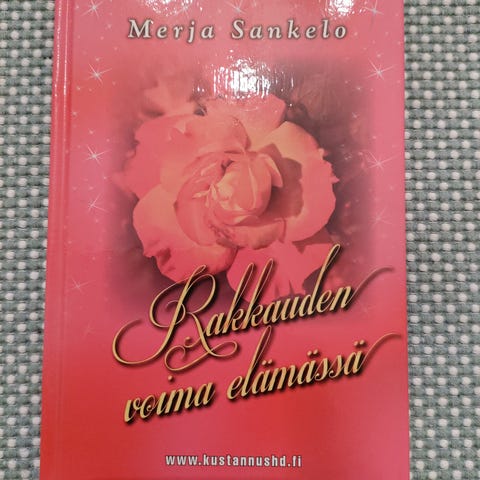 Merja Sankelo
Rakkauden
voima elämässä
www.kustannushd.fi